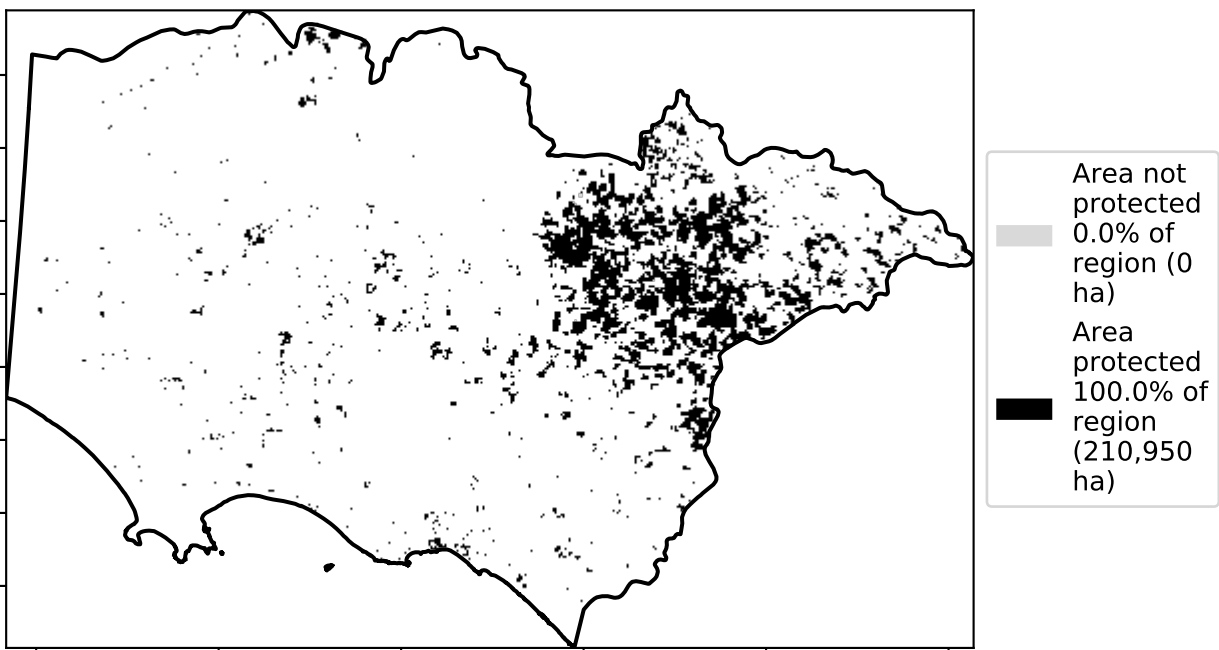 Area not
protected
0.0% of
region (0
ha)
Area
protected
100.0% of
region
(210,950
ha)